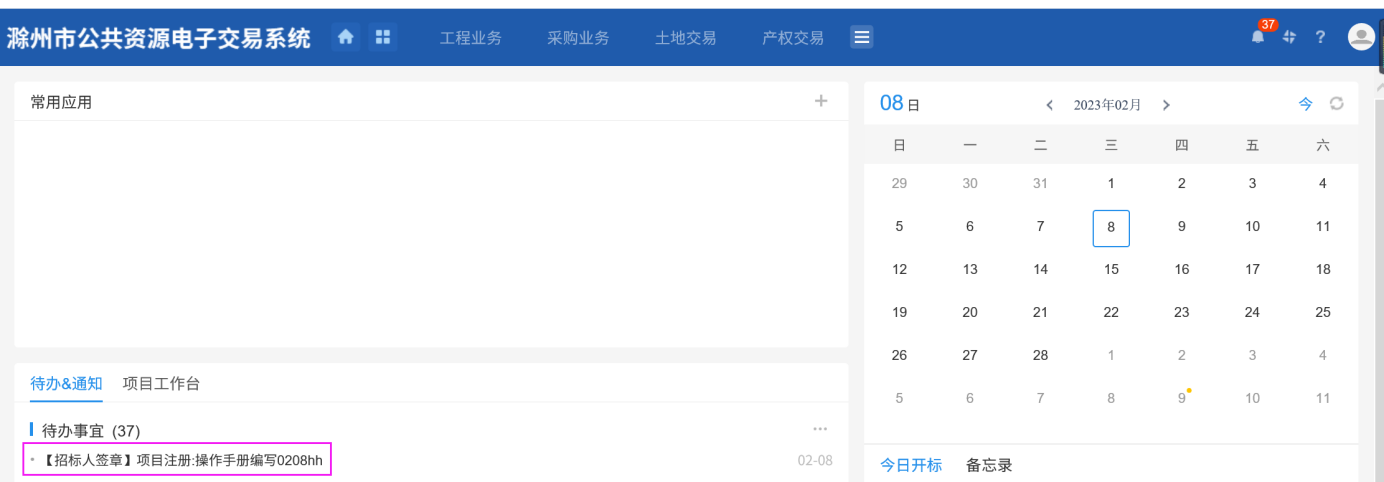 滁州市公共资源电子交易系统 工程业务 采购业务 土地交易 产权交易 37 ?
常用应用 +
08日 < 2023年02月 > 今
日 一 二 三 四 五 六
29 30 31 1 2 3 4
5 6 7 8 9 10 11
12 13 14 15 16 17 18
19 20 21 22 23 24 25
26 27 28 1 2 3 4
5 6 7 8 9 10 11
待办&通知 项目工作台
待办事宜 (37) ...
【招标人签章】项目注册:操作手册编写0208hh 02-08
今日开标 备忘录